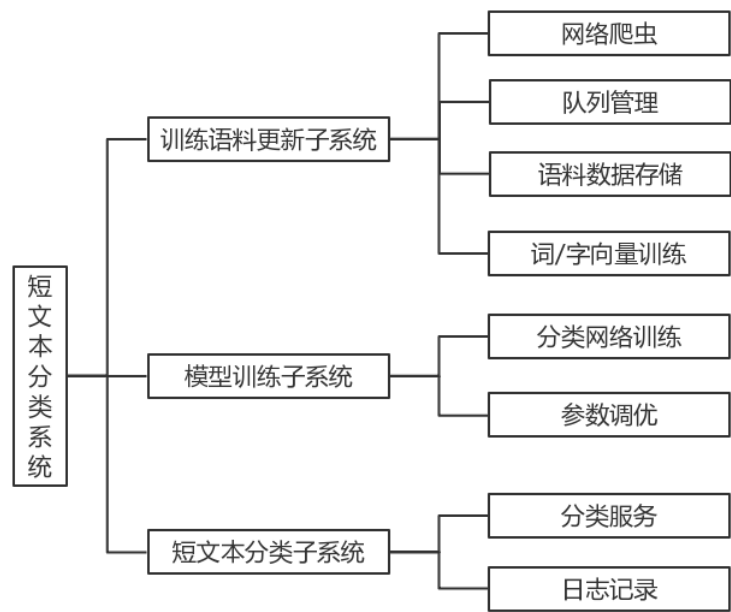 短文本分类系统
训练语料更新子系统
网络爬虫
队列管理
语料数据存储
词/字向量训练
模型训练子系统
分类网络训练
参数调优
短文本分类子系统
分类服务
日志记录